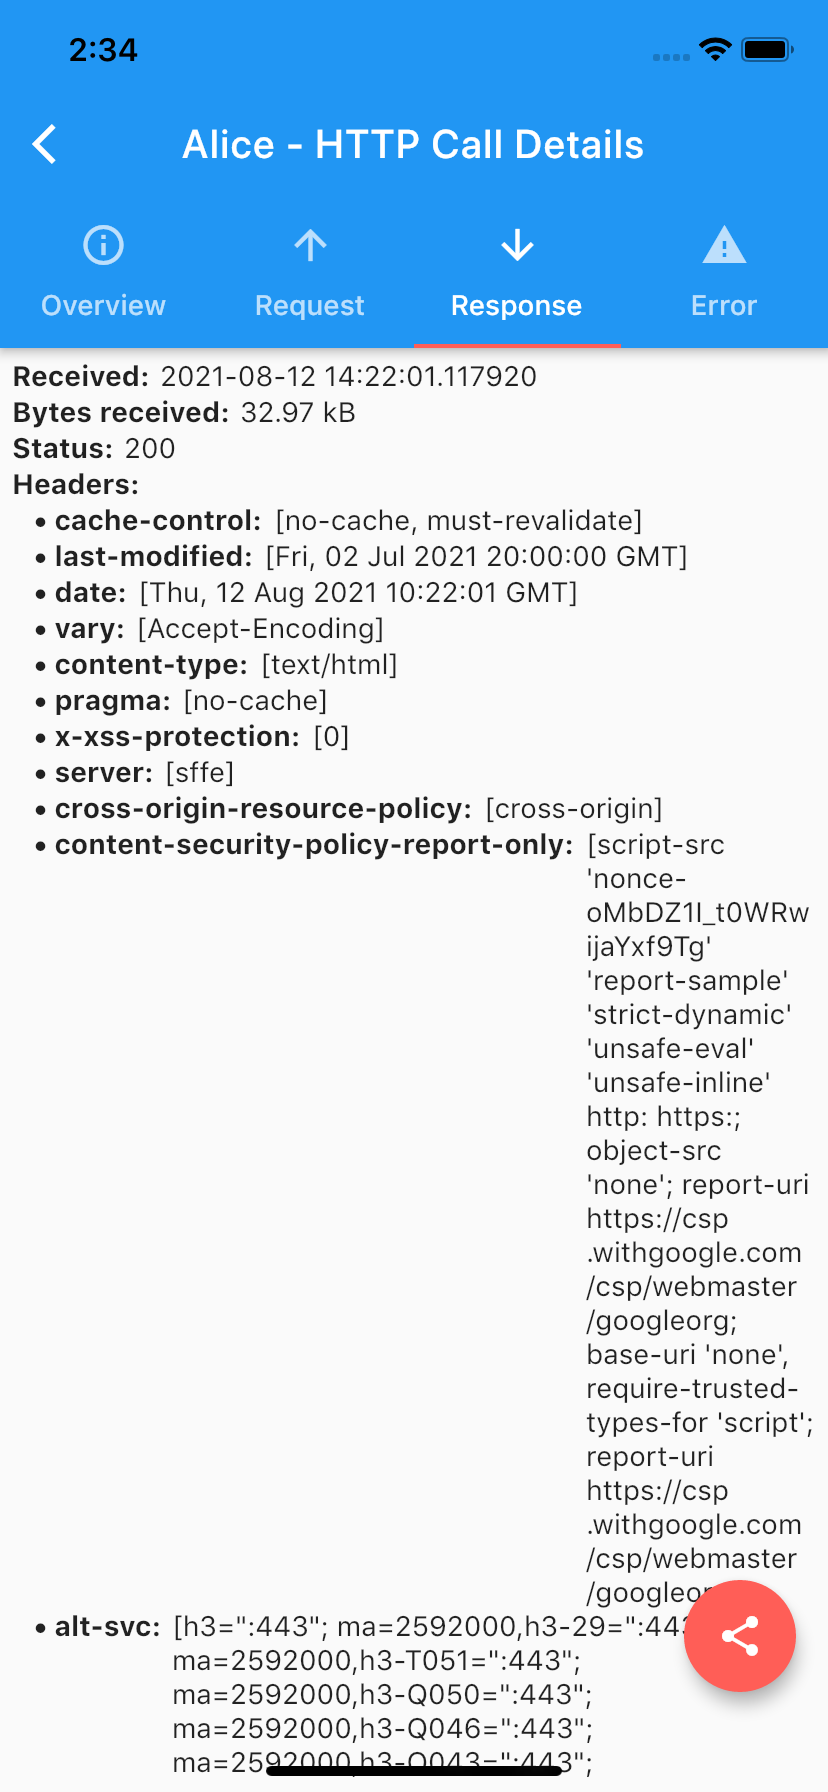 2:34
Alice - HTTP Call Details
Overview
Request
Response
Error
Received: 2021-08-12 14:22:01.117920
Bytes received: 32.97 kB
Status: 200
Headers:
• cache-control: [no-cache, must-revalidate]
• last-modified: [Fri, 02 Jul 2021 20:00:00 GMT]
• date: [Thu, 12 Aug 2021 10:22:01 GMT]
• vary: [Accept-Encoding]
• content-type: [text/html]
• pragma: [no-cache]
• x-xss-protection: [0]
• server: [sffe]
• cross-origin-resource-policy: [cross-origin]
• content-security-policy-report-only: [script-src
'nonce-
oMbDZ1I_t0WRw
ijaYxf9Tg'
'report-sample'
'strict-dynamic'
'unsafe-eval'
'unsafe-inline'
http: https:;
object-src
'none'; report-uri
https://csp
.withgoogle.com
/csp/webmaster
/googleorg;
base-uri 'none',
require-trusted-
types-for 'script';
report-uri
https://csp
.withgoogle.com
/csp/webmaster
• alt-svc: [h3=":443"; ma=2592000,h3-29=":443
ma=2592000,h3-T051=":443";
ma=2592000,h3-Q050=":443";
ma=2592000,h3-Q046=":443";
ma=2592000,h3-Q043=":443";